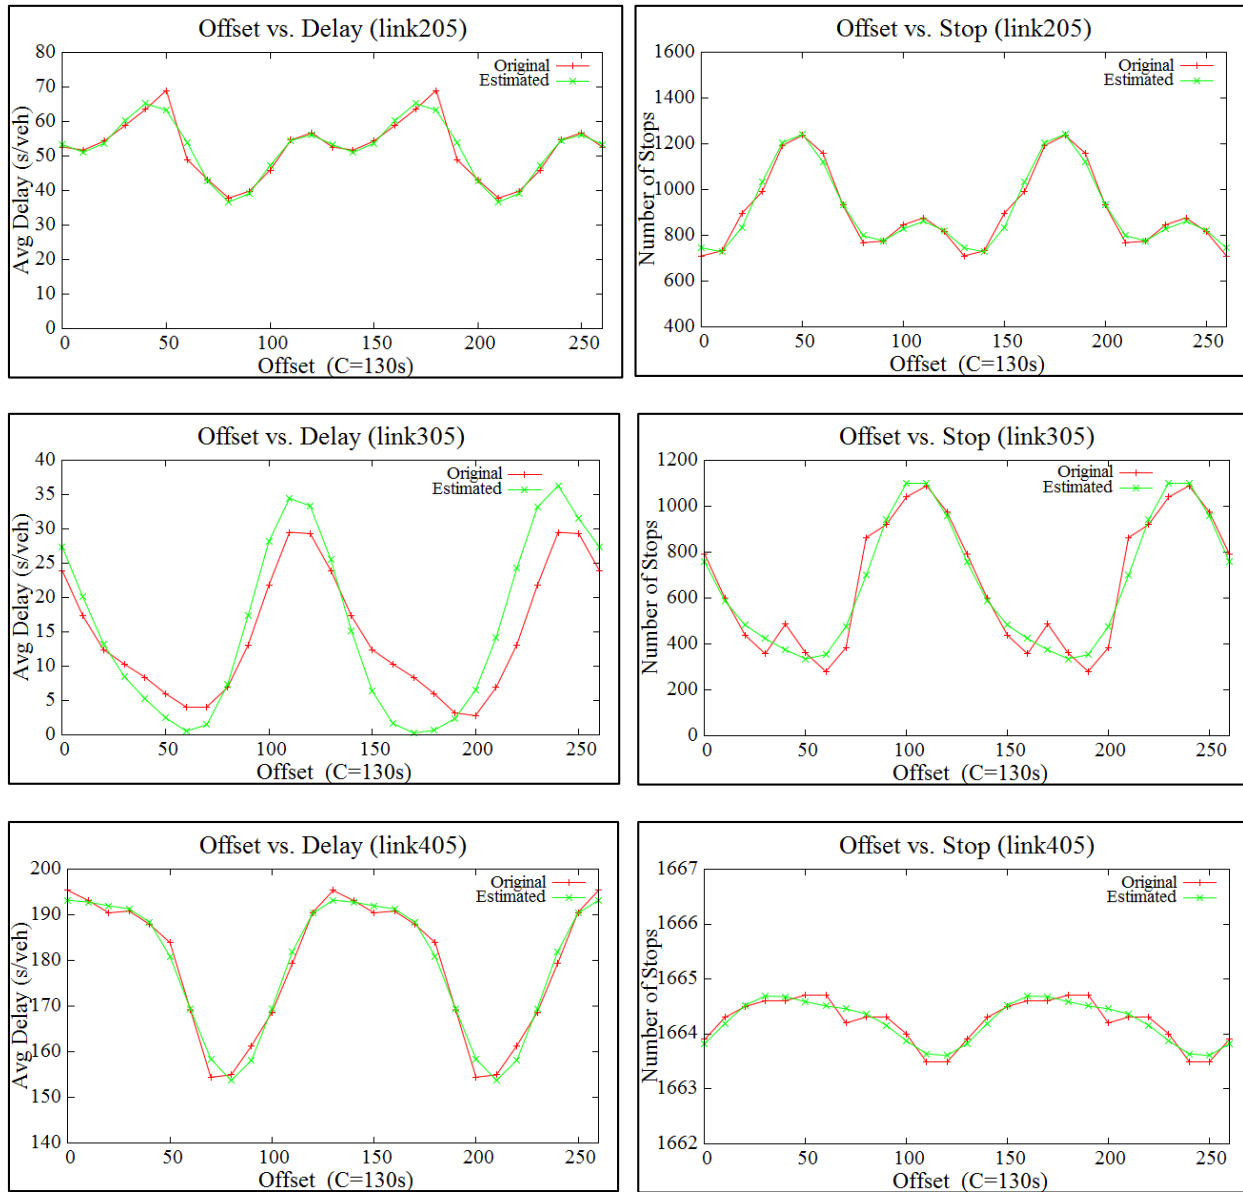 Offset vs. Delay (link205)
Original
Estimated
Avg Delay (s/veh)
80
70
60
50
40
30
20
10
0
0 50 100 150 200 250
Offset (C=130s)
Offset vs. Stop (link205)
Original
Estimated
Number of Stops
1600
1400
1200
1000
800
600
400
0 50 100 150 200 250
Offset (C=130s)
Offset vs. Delay (link305)
Original
Estimated
Avg Delay (s/veh)
40
35
30
25
20
15
10
5
0
0 50 100 150 200 250
Offset (C=130s)
Offset vs. Stop (link305)
Original
Estimated
Number of Stops
1200
1000
800
600
400
200
0
0 50 100 150 200 250
Offset (C=130s)
Offset vs. Delay (link405)
Original
Estimated
Avg Delay (s/veh)
200
190
180
170
160
150
140
0 50 100 150 200 250
Offset (C=130s)
Offset vs. Stop (link405)
Original
Estimated
Number of Stops
1667
1666
1665
1664
1663
1662
0 50 100 150 200 250
Offset (C=130s)